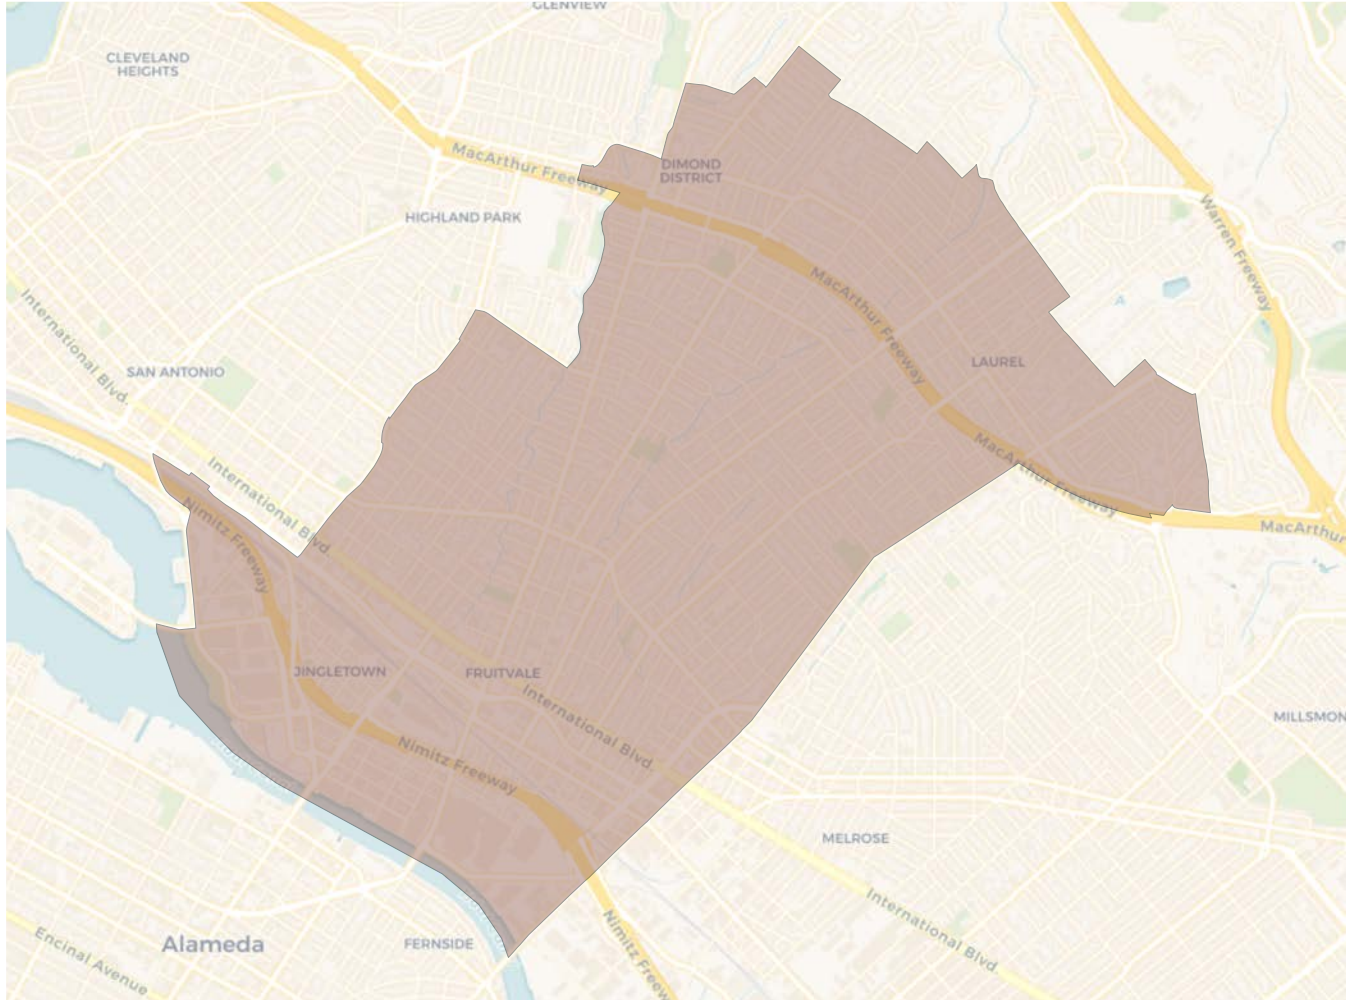 GLENVIEW
CLEVELAND
HEIGHTS
MacArthur Freeway
DIMOND
DISTRICT
HIGHLAND PARK
Warren Freeway
International Blvd.
MacArthur Freeway
LAUREL
SAN ANTONIO
International Blvd.
MacArthur Freeway
Nimitz Freeway
MacArthur
JINGLETOWN
FRUITVALE
International Blvd.
MILLSMON
Nimitz Freeway
MELROSE
International Blvd.
Alameda
FERNSIDE
Encinal Avenue
Nimitz Freew